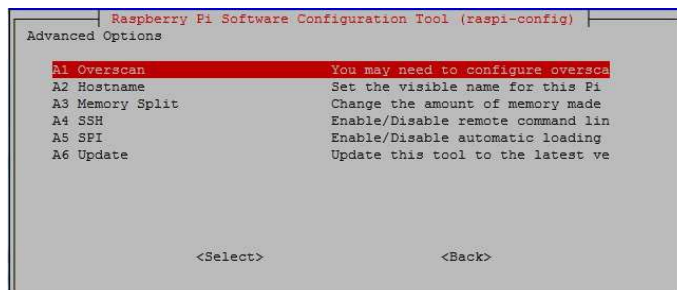 Raspberry Pi Software Configuration Tool (raspi-config)
Advanced Options
A1 Overscan You may need to configure oversca
A2 Hostname Set the visible name for this Pi
A3 Memory Split Change the amount of memory made
A4 SSH Enable/Disable remote command lin
A5 SPI Enable/Disable automatic loading
A6 Update Update this tool to the latest ve
<Select> <Back>